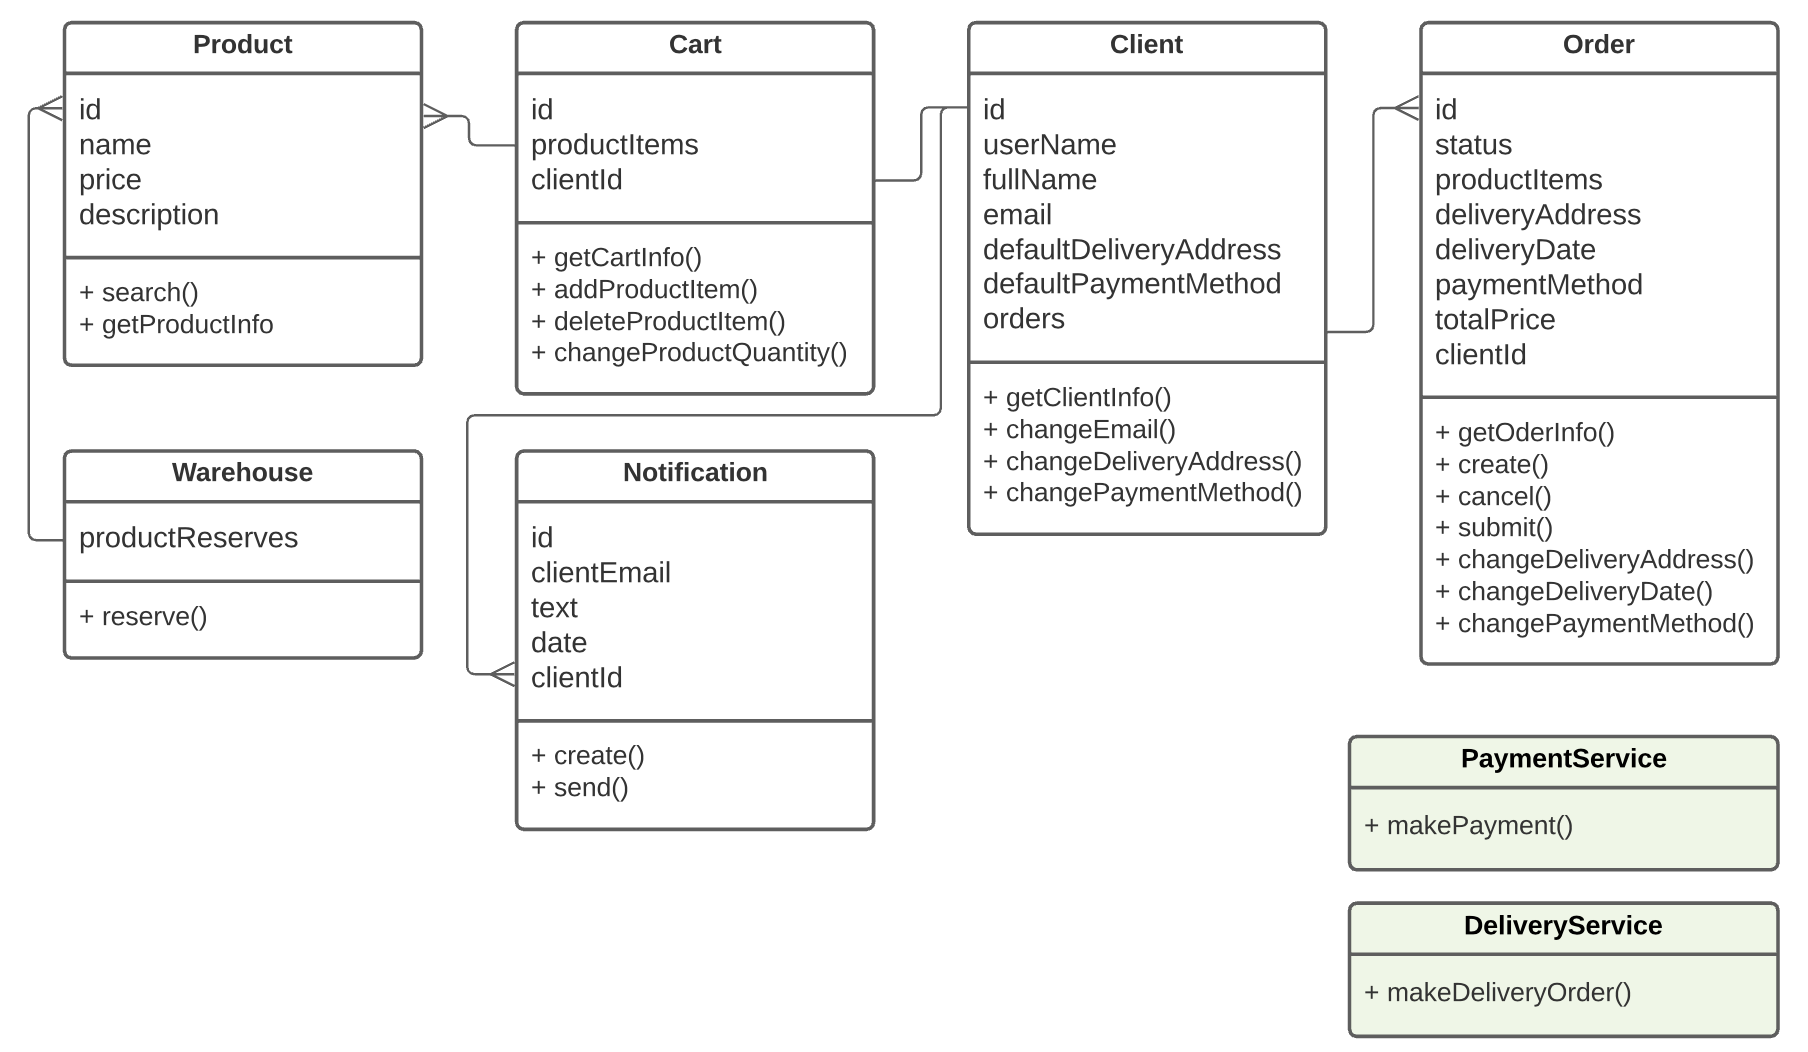 Product
id
name
price
description
+ search()
+ getProductInfo
Cart
id
productItems
clientId
+ getCartInfo()
+ addProductItem()
+ deleteProductItem()
+ changeProductQuantity()
Client
id
userName
fullName
email
defaultDeliveryAddress
defaultPaymentMethod
orders
+ getClientInfo()
+ changeEmail()
+ changeDeliveryAddress()
+ changePaymentMethod()
Order
id
status
productItems
deliveryAddress
deliveryDate
paymentMethod
totalPrice
clientId
+ getOderInfo()
+ create()
+ cancel()
+ submit()
+ changeDeliveryAddress()
+ changeDeliveryDate()
+ changePaymentMethod()
Warehouse
productReserves
+ reserve()
Notification
id
clientEmail
text
date
clientId
+ create()
+ send()
PaymentService
+ makePayment()
DeliveryService
+ makeDeliveryOrder()